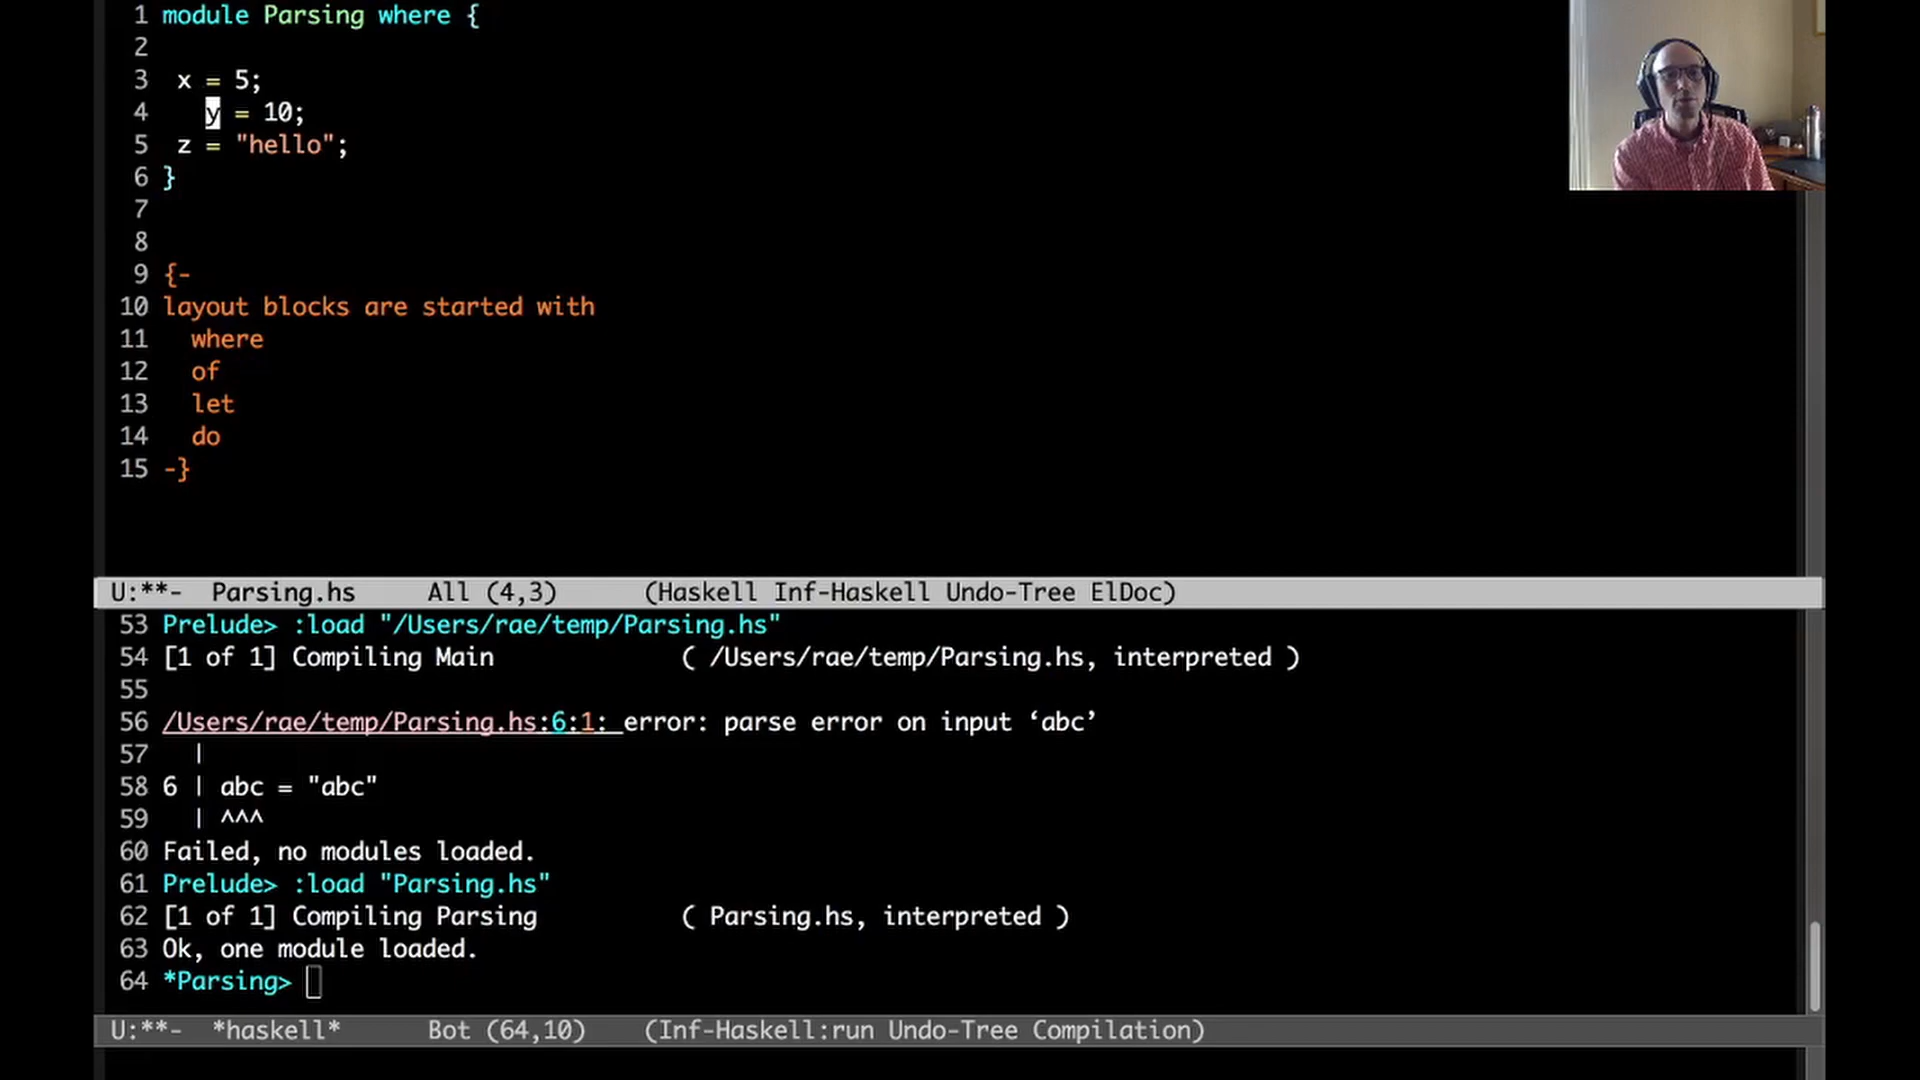 1 module Parsing where {
2
3  x = 5;
4    y = 10;
5  z = "hello";
6 }
7
8
9 {-
10 layout blocks are started with
11   where
12   of
13   let
14   do
15 -}
U:**-  Parsing.hs     All (4,3)      (Haskell Inf-Haskell Undo-Tree ElDoc)
53 Prelude> :load "/Users/rae/temp/Parsing.hs"
54 [1 of 1] Compiling Main             ( /Users/rae/temp/Parsing.hs, interpreted )
55
56 /Users/rae/temp/Parsing.hs:6:1: error: parse error on input ‘abc’
57   |
58 6 | abc = "abc"
59   | ^^^
60 Failed, no modules loaded.
61 Prelude> :load "Parsing.hs"
62 [1 of 1] Compiling Parsing          ( Parsing.hs, interpreted )
63 Ok, one module loaded.
64 *Parsing>
U:**-  *haskell*      Bot (64,10)    (Inf-Haskell:run Undo-Tree Compilation)